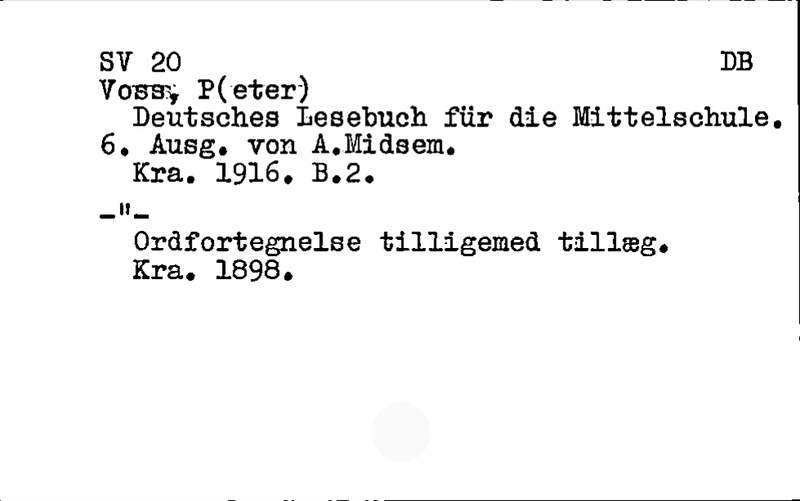 SV 20 DB
Voss, P(eter)
Deutsches Lesebuch für die Mittelschule.
6. Ausg. von A.Midsem.
Kra. 1916. B.2.
_"_
Ordfortegnelse tilligemed tillæg.
Kra. 1898.